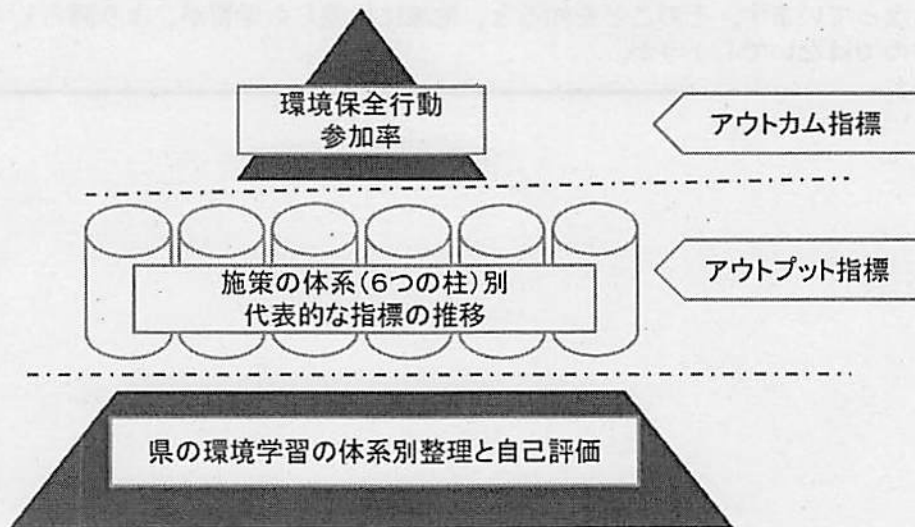 環境保全行動
参加率
アウトカム指標
施策の体系(6つの柱)別
代表的な指標の推移
アウトプット指標
県の環境学習の体系別整理と自己評価